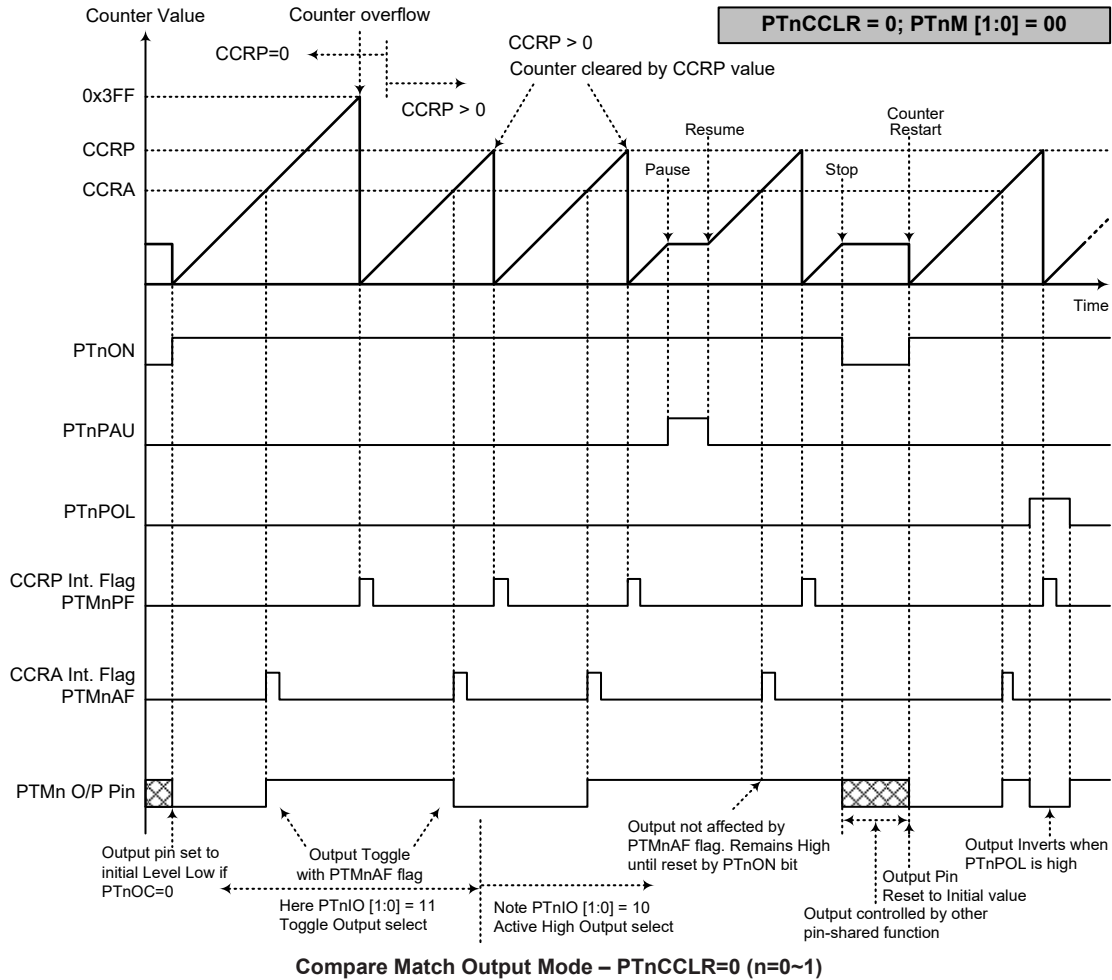 Counter Value
Counter overflow
PTnCCLR = 0; PTnM [1:0] = 00
CCRP=0
CCRP > 0
CCRP > 0
Counter cleared by CCRP value
0x3FF
CCRP
CCRA
Pause
Resume
Stop
Counter
Restart
Time
PTnON
PTnPAU
PTnPOL
CCRP Int. Flag
PTMnPF
CCRA Int. Flag
PTMnAF
PTMn O/P Pin
Output pin set to
initial Level Low if
PTnOC=0
Output Toggle
with PTMnAF flag
Here PTnIO [1:0] = 11
Toggle Output select
Note PTnIO [1:0] = 10
Active High Output select
Output not affected by
PTMnAF flag. Remains High
until reset by PTnON bit
Output Pin
Reset to Initial value
Output controlled by other
pin-shared function
Output Inverts when
PTnPOL is high
Compare Match Output Mode – PTnCCLR=0 (n=0~1)